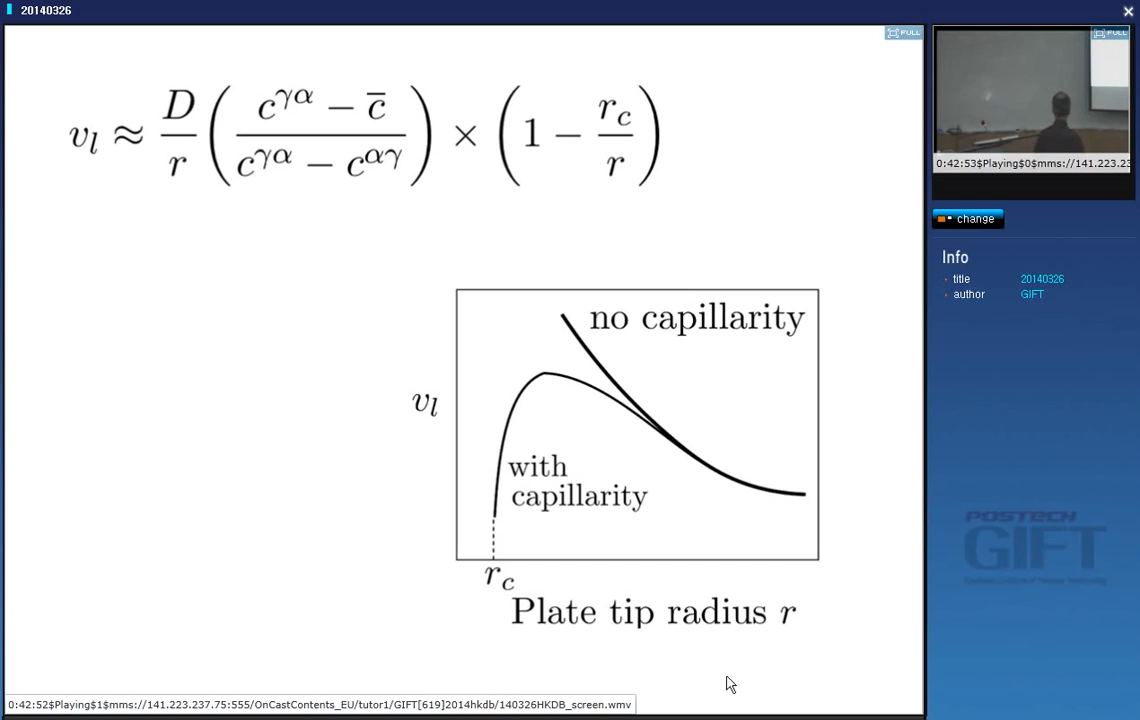 20140326
FULL
v_l ≈ D/r ( (c^{γα} − c̄) / (c^{γα} − c^{αγ}) ) × ( 1 − r_c/r )
no capillarity
v_l
with
capillarity
r_c
Plate tip radius r
0:42:52$Playing$1$mms://141.223.237.75:555/OnCastContents_EU/tutor1/GIFT[619]2014hkdb/140326HKDB_screen.wmv
FULL
0:42:53$Playing$0$mms://141.223.23
change
Info
title 20140326
author GIFT
POSTECH
GIFT